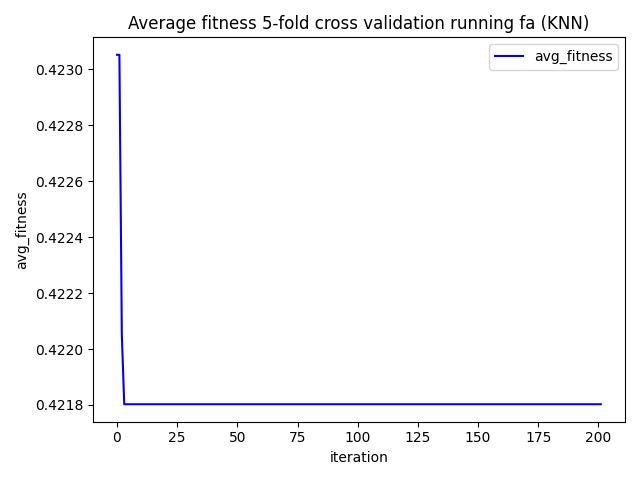 Average fitness 5-fold cross validation running fa (KNN)
avg_fitness
0.4230
0.4228
0.4226
0.4224
0.4222
0.4220
0.4218
avg_fitness
0 25 50 75 100 125 150 175 200
iteration